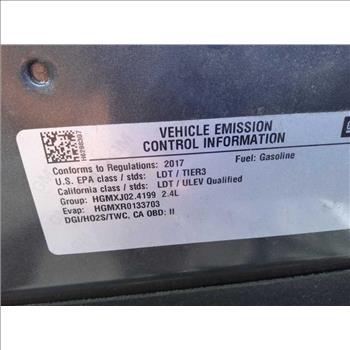 VEHICLE EMISSION
CONTROL INFORMATION
Conforms to Regulations: 2017 Fuel: Gasoline
U.S. EPA class / stds: LDT / TIER3
California class / stds: LDT / ULEV Qualified
Group: HGMXJ02.4199 2.4L
Evap: HGMXR0133703
DGI/HO2S/TWC, CA OBD: II